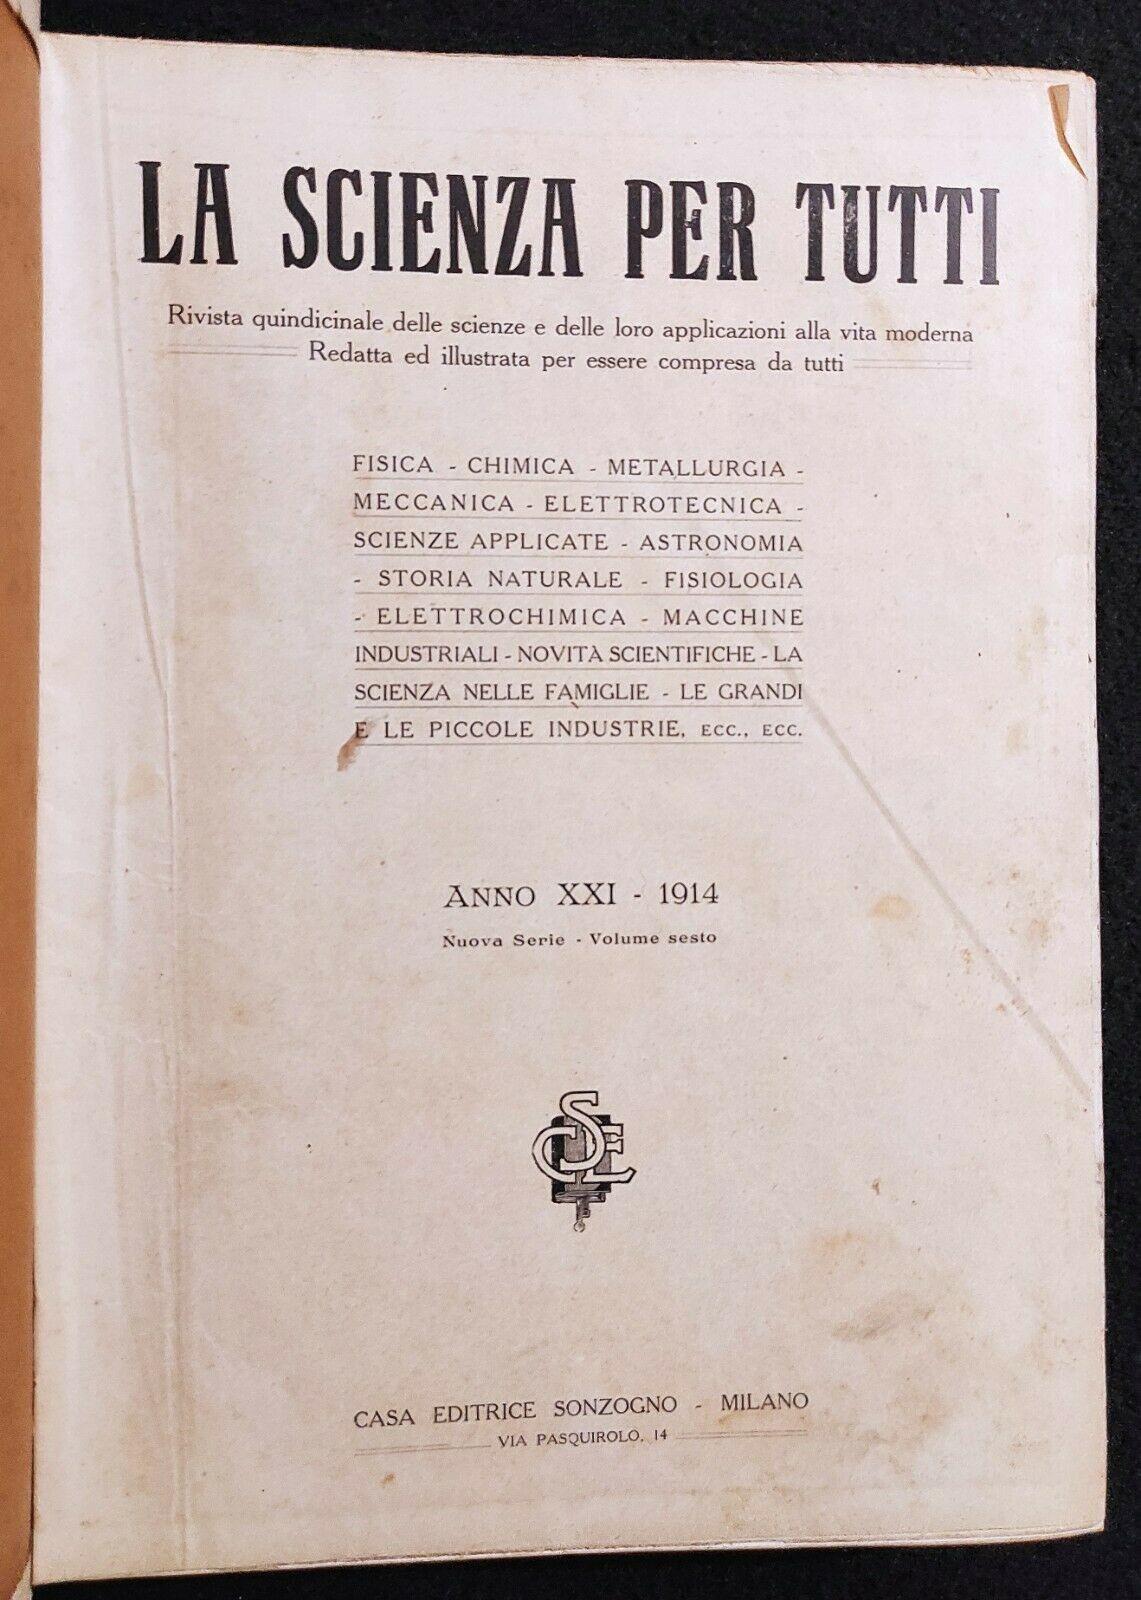 LA SCIENZA PER TUTTI
Rivista quindicinale delle scienze e delle loro applicazioni alla vita moderna
Redatta ed illustrata per essere compresa da tutti
FISICA - CHIMICA - METALLURGIA -
MECCANICA - ELETTROTECNICA -
SCIENZE APPLICATE - ASTRONOMIA
- STORIA NATURALE - FISIOLOGIA
- ELETTROCHIMICA - MACCHINE
INDUSTRIALI - NOVITÀ SCIENTIFICHE - LA
SCIENZA NELLE FAMIGLIE - LE GRANDI
E LE PICCOLE INDUSTRIE, ECC., ECC.
ANNO XXI - 1914
Nuova Serie - Volume sesto
CSE
CASA EDITRICE SONZOGNO - MILANO
VIA PASQUIROLO, 14